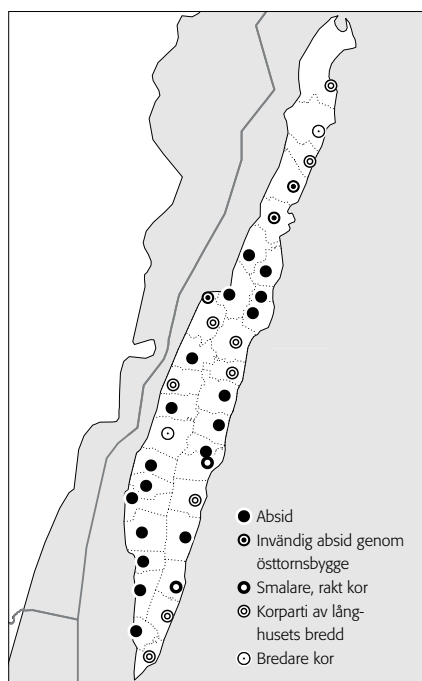 Absid
Invändig absid genom
östtornsbygge
Smalare, rakt kor
Korparti av lång-
husets bredd
Bredare kor